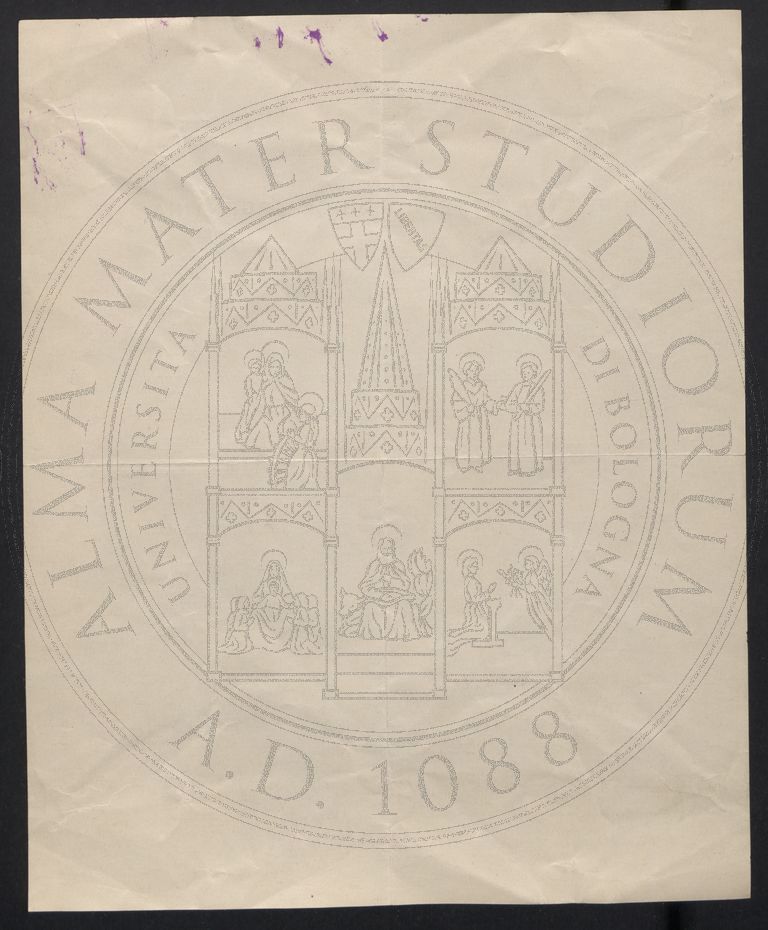 ALMA MATER STUDIORUM
A.D. 1088
UNIVERSITA
DI BOLOGNA
LIBERTAS